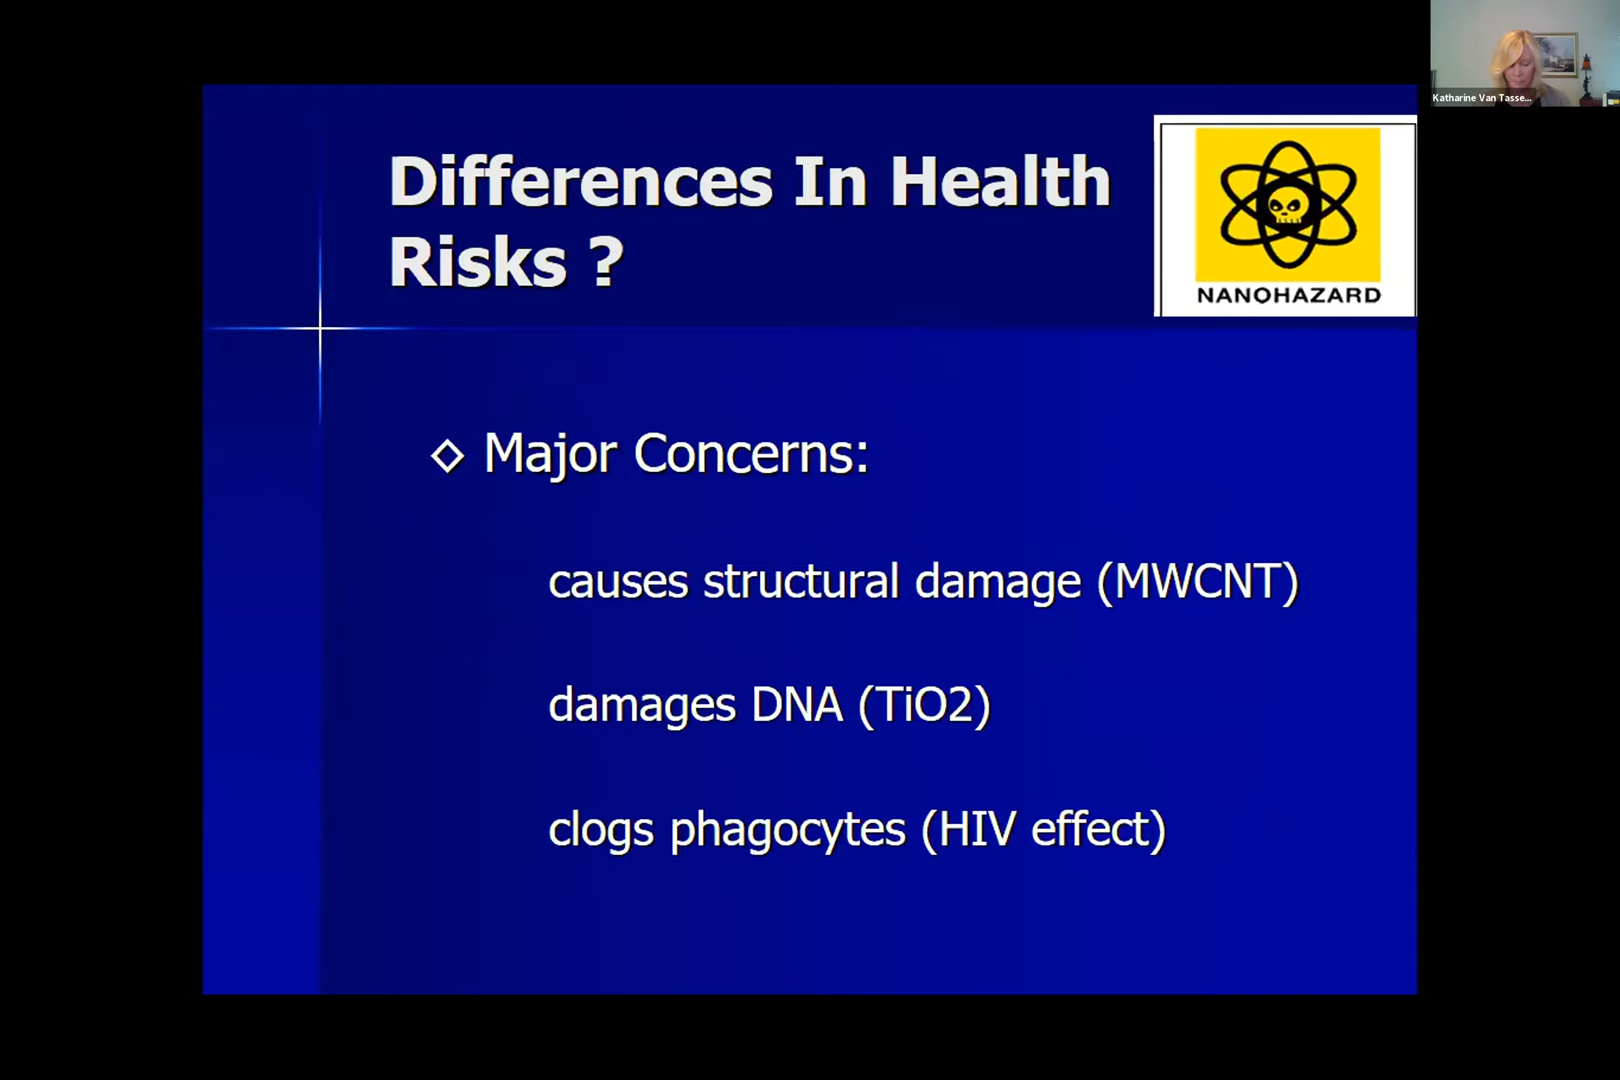 Katharine Van Tasse...
Differences In Health
Risks ?
NANOHAZARD
Major Concerns:
causes structural damage (MWCNT)
damages DNA (TiO2)
clogs phagocytes (HIV effect)